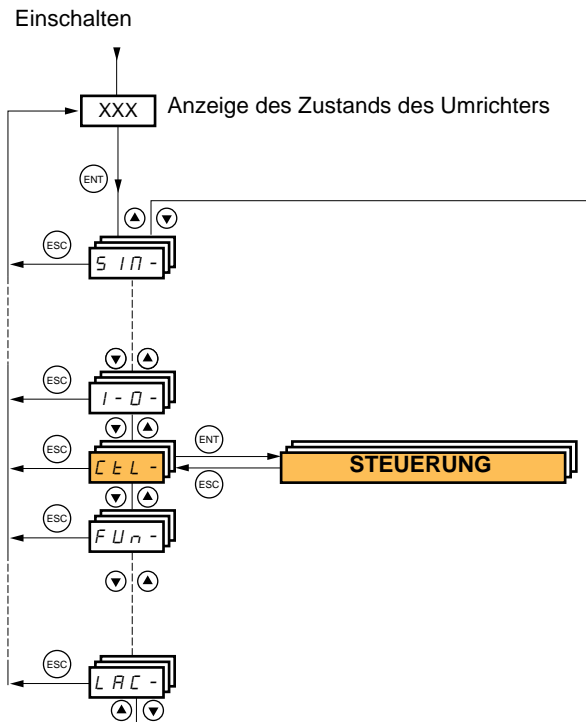 Einschalten
XXX Anzeige des Zustands des Umrichters
ENT
ESC
SIM-
ESC
I-O-
ESC
CtL-
ENT
ESC
STEUERUNG
ESC
FUn-
ESC
LAC-